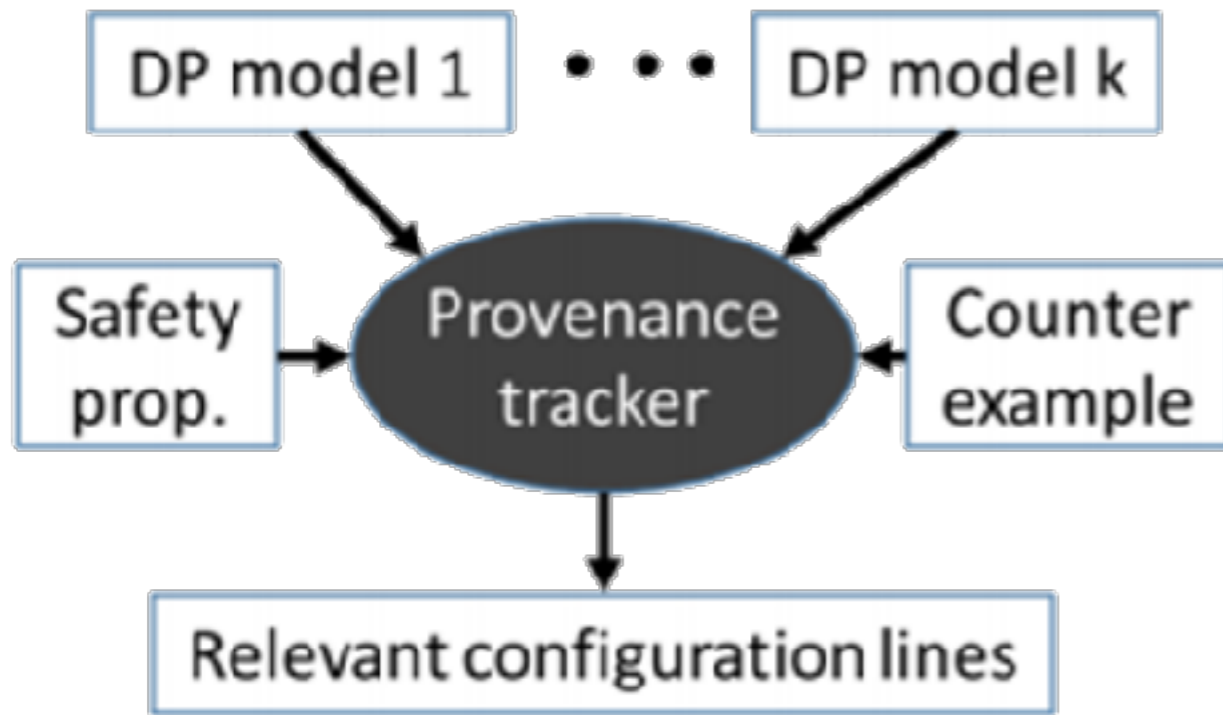 DP model 1
DP model k
Safety
prop.
Provenance
tracker
Counter
example
Relevant configuration lines